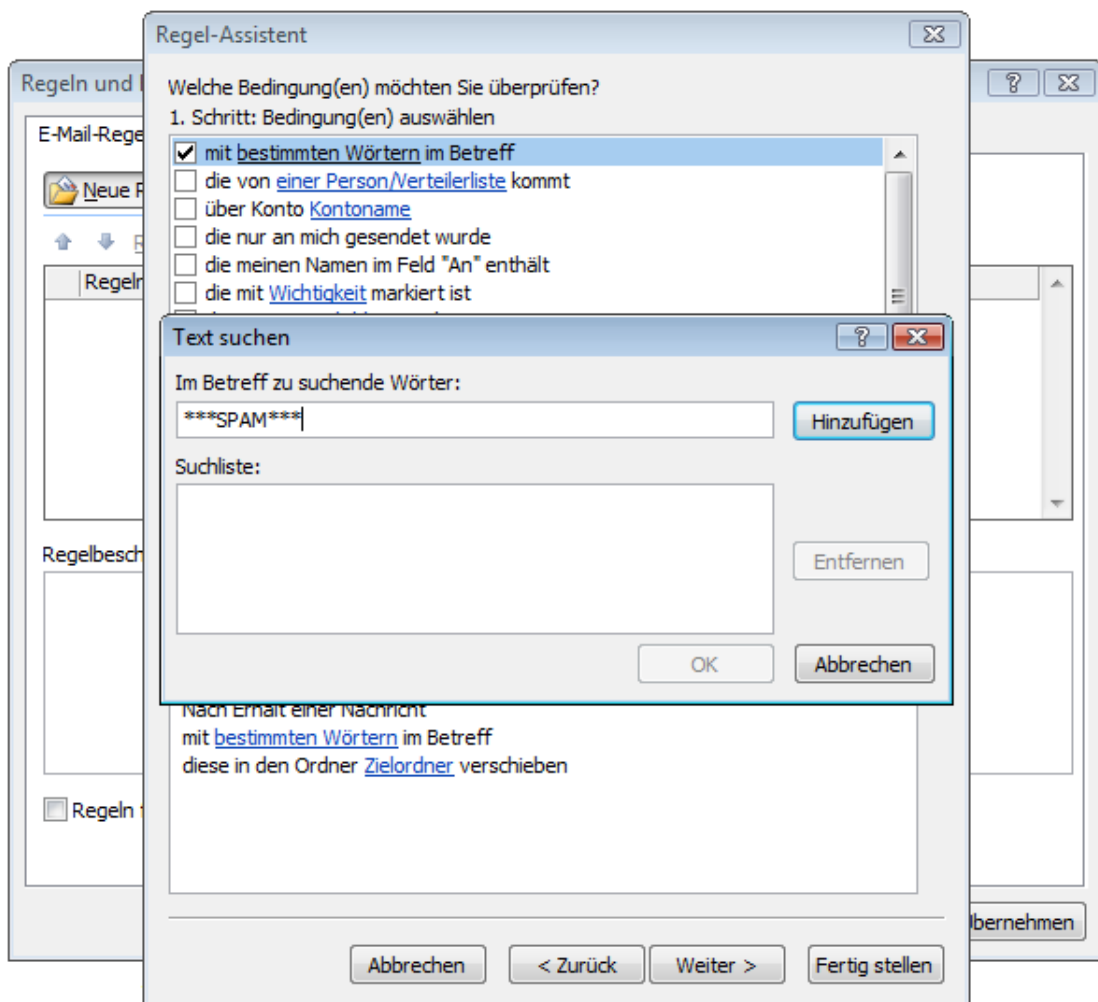 Regel-Assistent
Regeln und
Welche Bedingung(en) möchten Sie überprüfen?
1. Schritt: Bedingung(en) auswählen
E-Mail-Rege
mit bestimmten Wörtern im Betreff
die von einer Person/Verteilerliste kommt
Neue R
über Konto Kontoname
die nur an mich gesendet wurde
die meinen Namen im Feld "An" enthält
Regeln
die mit Wichtigkeit markiert ist
Text suchen
Im Betreff zu suchende Wörter:
***SPAM***
Hinzufügen
Suchliste:
Regelbesch
Entfernen
OK
Abbrechen
Nach Erhalt einer Nachricht
mit bestimmten Wörtern im Betreff
diese in den Ordner Zielordner verschieben
Regeln
Übernehmen
Abbrechen
< Zurück
Weiter >
Fertig stellen